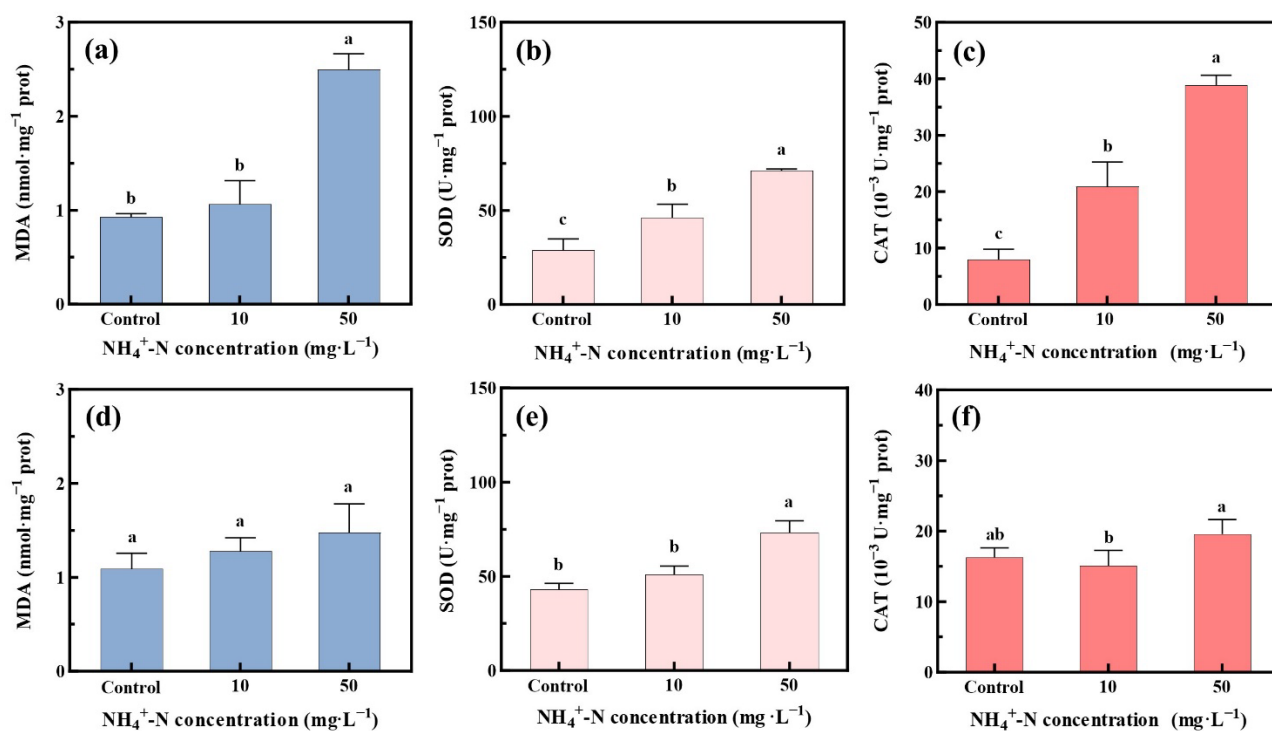 (a)
MDA (nmol·mg⁻¹ prot)
3
2
1
0
b
b
a
Control 10 50
NH₄⁺-N concentration (mg·L⁻¹)
(b)
SOD (U·mg⁻¹ prot)
150
100
50
0
c
b
a
Control 10 50
NH₄⁺-N concentration (mg·L⁻¹)
(c)
CAT (10⁻³ U·mg⁻¹ prot)
50
40
30
20
10
0
c
b
a
Control 10 50
NH₄⁺-N concentration (mg·L⁻¹)
(d)
MDA (nmol·mg⁻¹ prot)
3
2
1
0
a
a
a
Control 10 50
NH₄⁺-N concentration (mg·L⁻¹)
(e)
SOD (U·mg⁻¹ prot)
150
100
50
0
b
b
a
Control 10 50
NH₄⁺-N concentration (mg·L⁻¹)
(f)
CAT (10⁻³ U·mg⁻¹ prot)
40
30
20
10
0
ab
b
a
Control 10 50
NH₄⁺-N concentration (mg·L⁻¹)